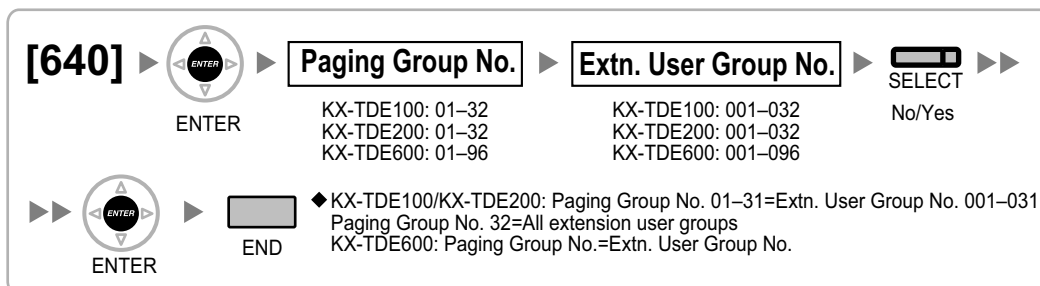 [640] ENTER Paging Group No. Extn. User Group No. SELECT
ENTER
KX-TDE100: 01–32
KX-TDE200: 01–32
KX-TDE600: 01–96
KX-TDE100: 001–032
KX-TDE200: 001–032
KX-TDE600: 001–096
No/Yes
ENTER
ENTER
END
◆KX-TDE100/KX-TDE200: Paging Group No. 01–31=Extn. User Group No. 001–031
Paging Group No. 32=All extension user groups
KX-TDE600: Paging Group No.=Extn. User Group No.